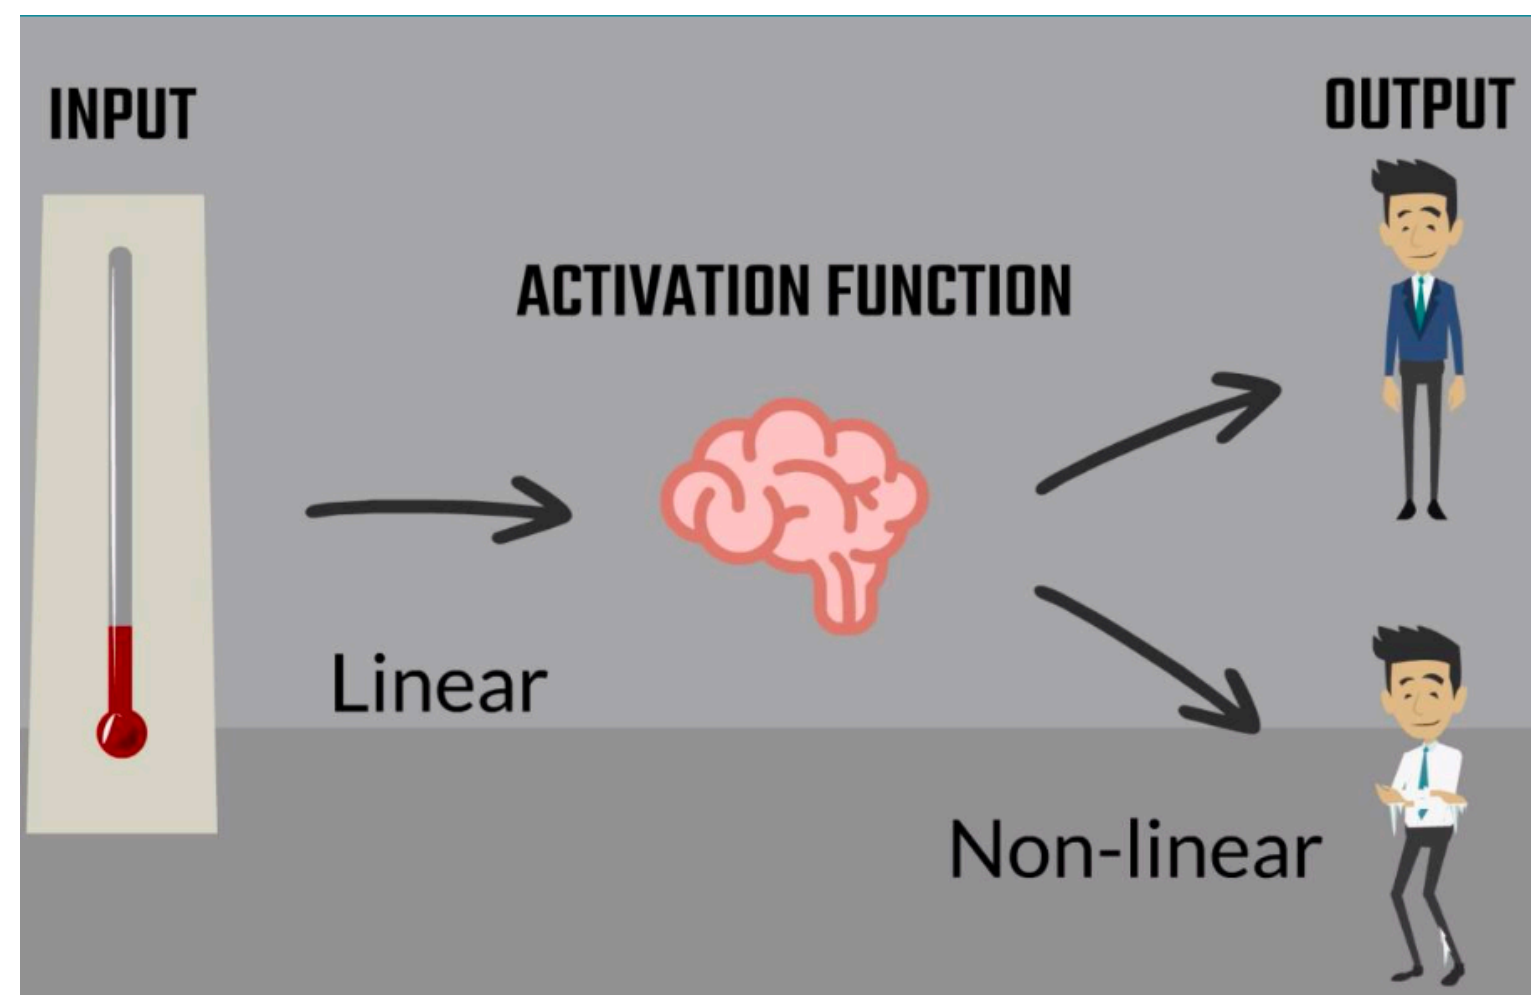 INPUT
OUTPUT
ACTIVATION FUNCTION
Linear
Non-linear